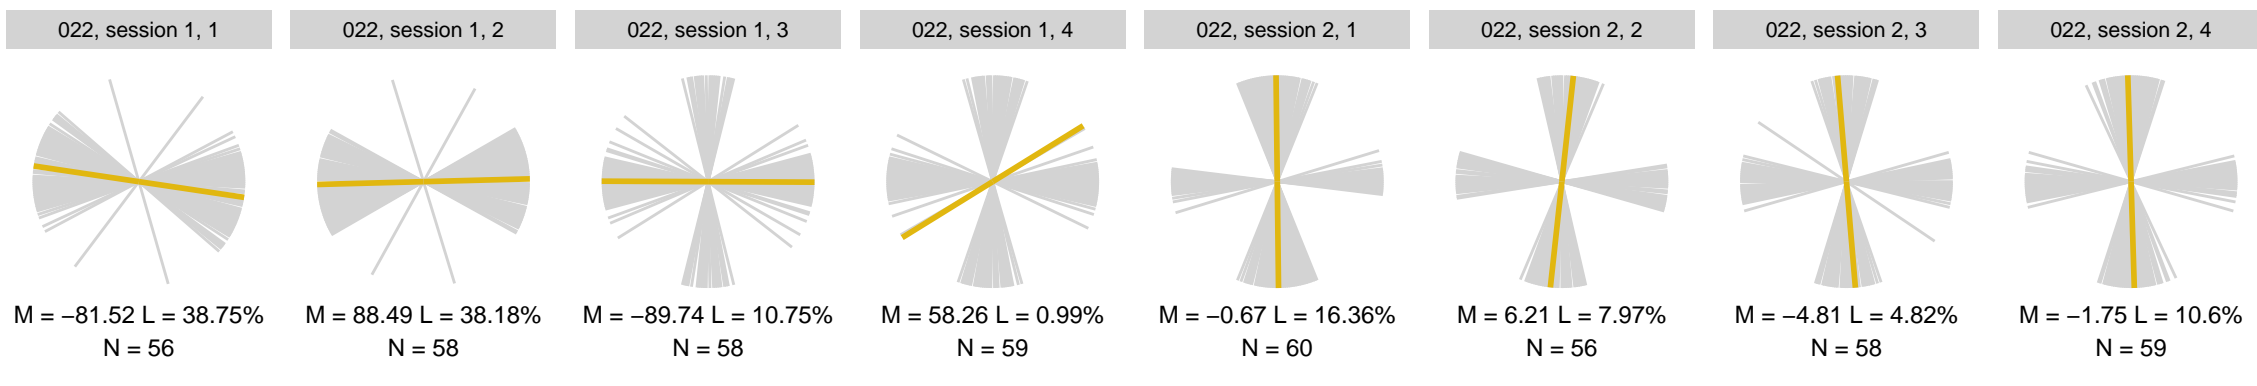 022, session 1, 1
022, session 1, 2
022, session 1, 3
022, session 1, 4
022, session 2, 1
022, session 2, 2
022, session 2, 3
022, session 2, 4
M = −81.52 L = 38.75%
N = 56
M = 88.49 L = 38.18%
N = 58
M = −89.74 L = 10.75%
N = 58
M = 58.26 L = 0.99%
N = 59
M = −0.67 L = 16.36%
N = 60
M = 6.21 L = 7.97%
N = 56
M = −4.81 L = 4.82%
N = 58
M = −1.75 L = 10.6%
N = 59